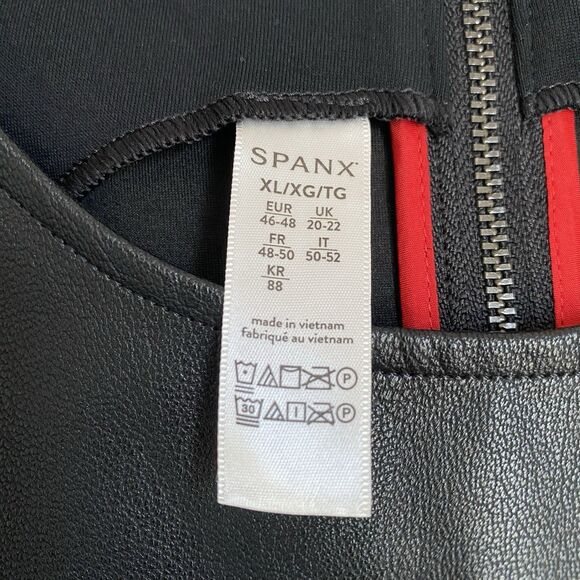 SPANX
XL/XG/TG
EUR UK
46-48 20-22
FR IT
48-50 50-52
KR
88
made in vietnam
fabriqué au vietnam
P
30 P